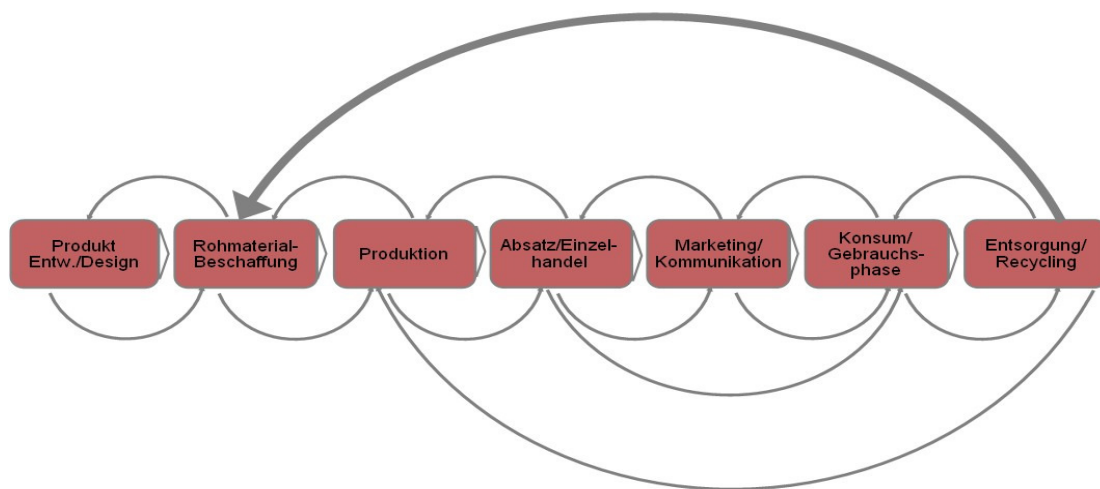 Produkt
Entw./Design
Rohmaterial-
Beschaffung
Produktion
Absatz/Einzel-
handel
Marketing/
Kommunikation
Konsum/
Gebrauchs-
phase
Entsorgung/
Recycling